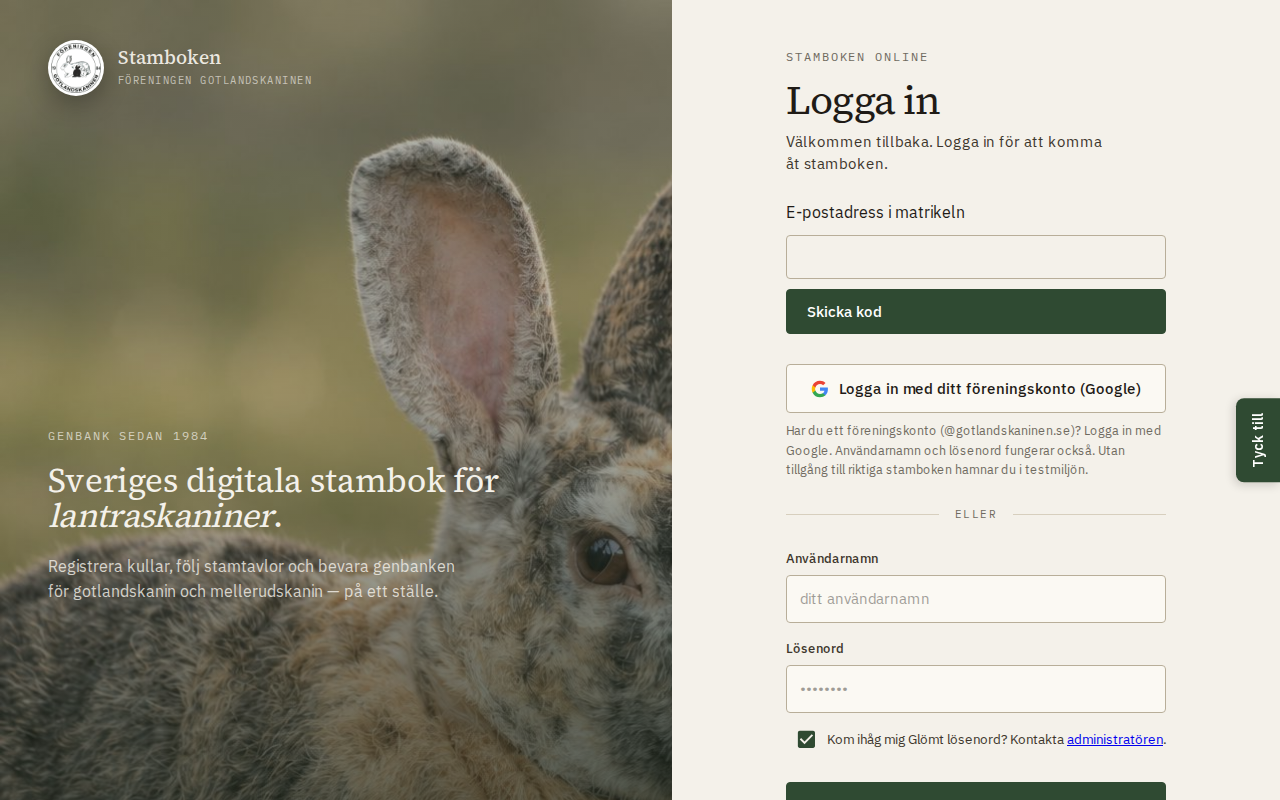 FÖRENINGEN
GOTLANDSKANINEN
Stamboken
FÖRENINGEN GOTLANDSKANINEN
GENBANK SEDAN 1984
Sveriges digitala stambok för
lantraskaniner.
Registrera kullar, följ stamtavlor och bevara genbanken
för gotlandskanin och mellerudskanin — på ett ställe.
STAMBOKEN ONLINE
Logga in
Välkommen tillbaka. Logga in för att komma
åt stamboken.
E-postadress i matrikeln
Skicka kod
Logga in med ditt föreningskonto (Google)
Har du ett föreningskonto (@gotlandskaninen.se)? Logga in med
Google. Användarnamn och lösenord fungerar också. Utan
tillgång till riktiga stamboken hamnar du i testmiljön.
ELLER
Användarnamn
ditt användarnamn
Lösenord
••••••••
Kom ihåg mig Glömt lösenord? Kontakta administratören.
Tyck till